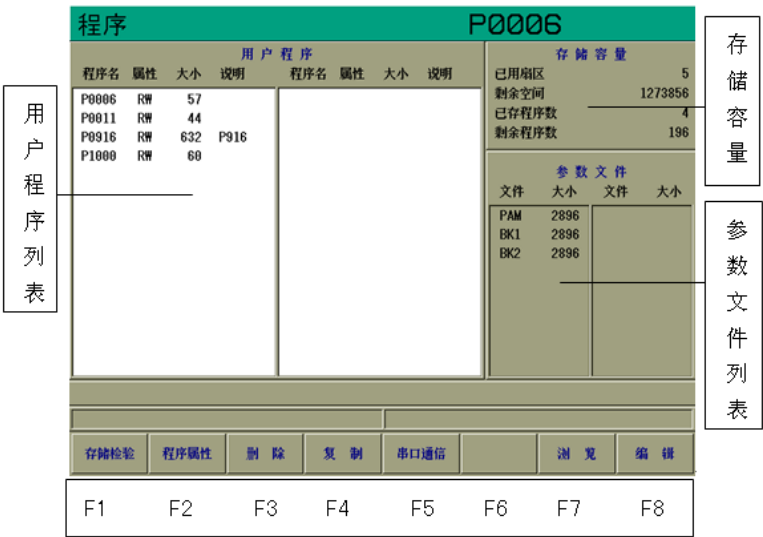 程序 P0006
用户程序
程序名 属性 大小 说明 程序名 属性 大小 说明
P0006 RW 57
P0011 RW 44
P0916 RW 632 P916
P1000 RW 60
存储容量
已用扇区 5
剩余空间 1273856
已存程序数 4
剩余程序数 196
参数文件
文件 大小 文件 大小
PAM 2896
BK1 2896
BK2 2896
存储检验 程序属性 删除 复制 串口通信 浏览 编辑
F1 F2 F3 F4 F5 F6 F7 F8
用户程序列表
存储容量
参数文件列表